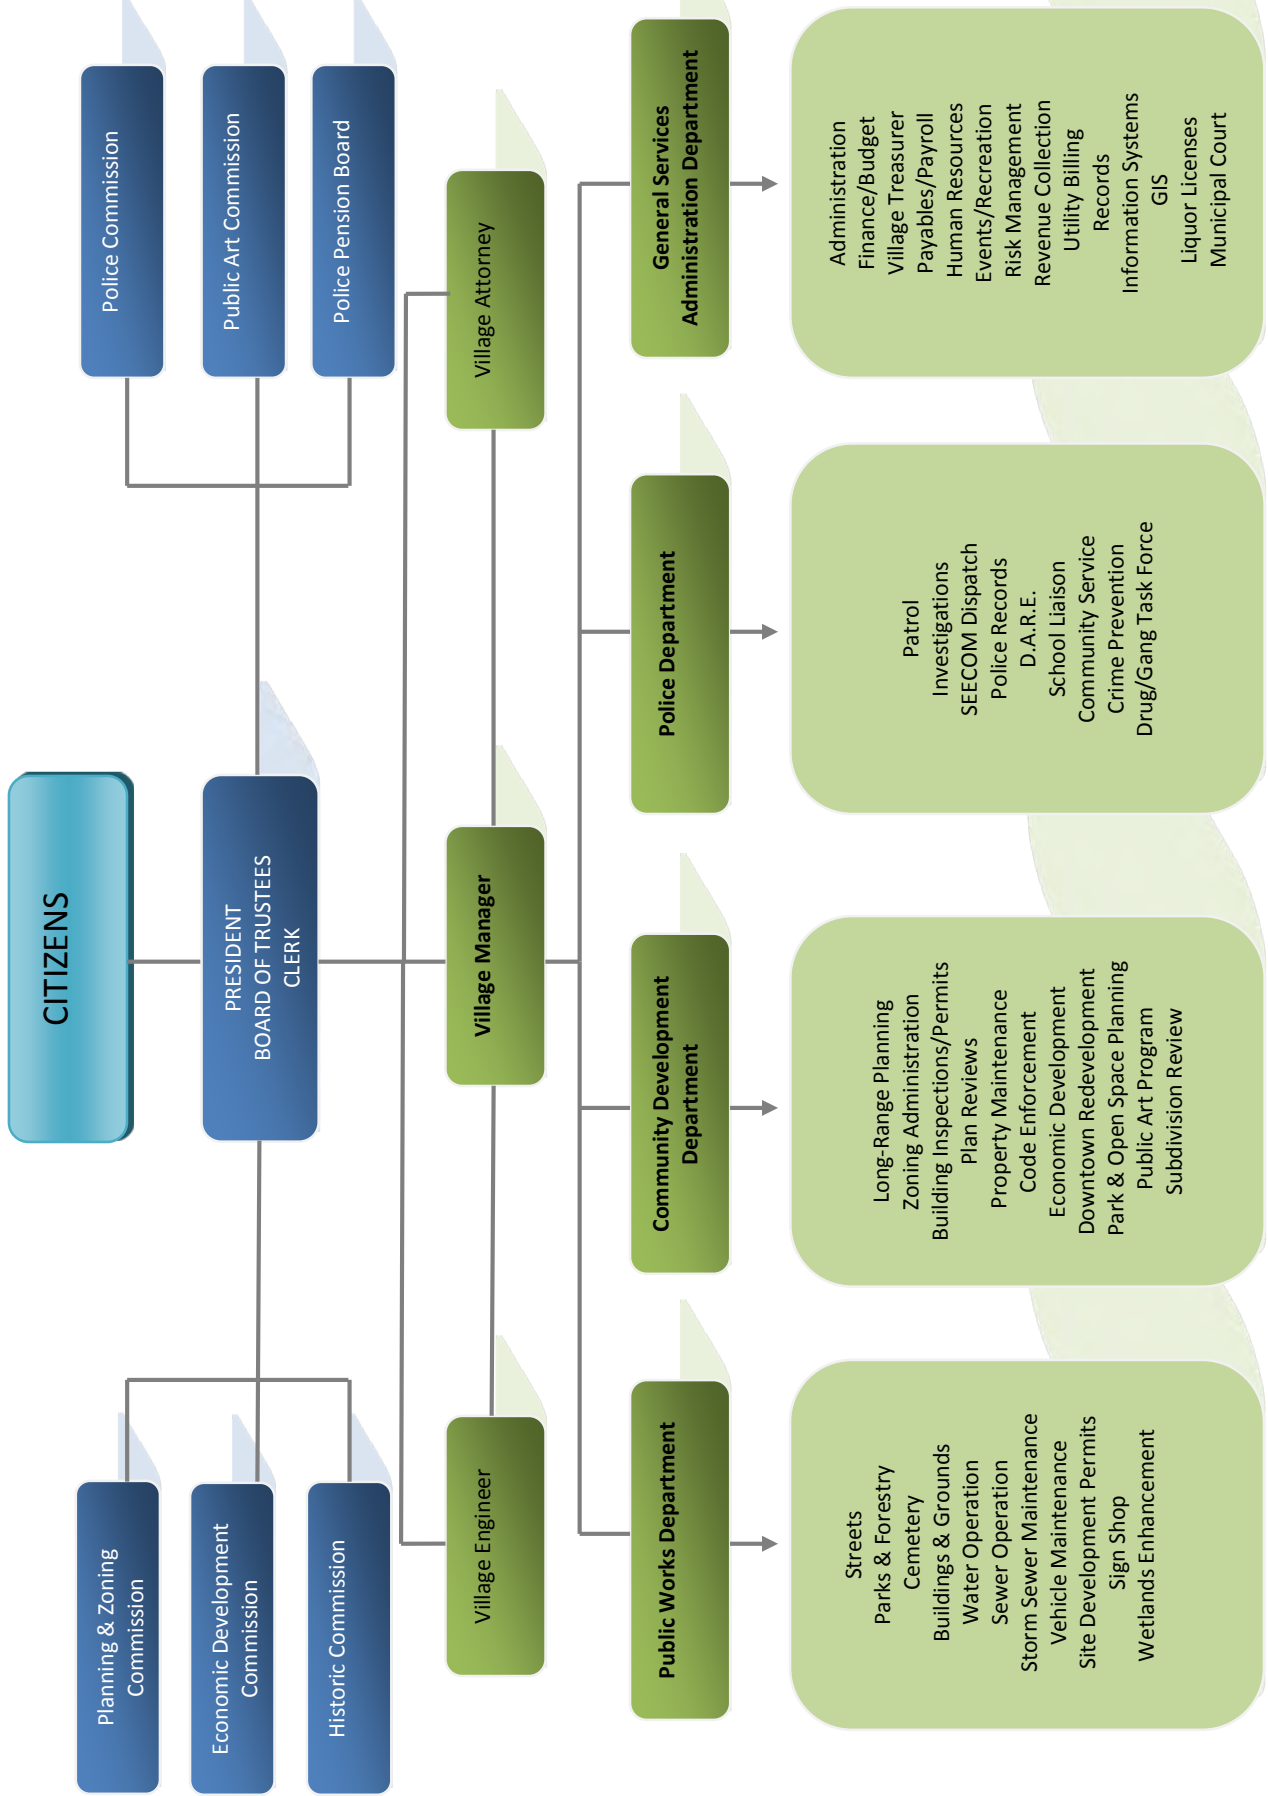 CITIZENS
PRESIDENT
BOARD OF TRUSTEES
CLERK
Planning & Zoning
Commission
Economic Development
Commission
Historic Commission
Police Commission
Public Art Commission
Police Pension Board
Village Engineer
Village Manager
Village Attorney
Public Works Department
Community Development
Department
Police Department
General Services
Administration Department
Streets
Parks & Forestry
Cemetery
Buildings & Grounds
Water Operation
Sewer Operation
Storm Sewer Maintenance
Vehicle Maintenance
Site Development Permits
Sign Shop
Wetlands Enhancement
Long-Range Planning
Zoning Administration
Building Inspections/Permits
Plan Reviews
Property Maintenance
Code Enforcement
Economic Development
Downtown Redevelopment
Park & Open Space Planning
Public Art Program
Subdivision Review
Patrol
Investigations
SEECOM Dispatch
Police Records
D.A.R.E.
School Liaison
Community Service
Crime Prevention
Drug/Gang Task Force
Administration
Finance/Budget
Village Treasurer
Payables/Payroll
Human Resources
Events/Recreation
Risk Management
Revenue Collection
Utility Billing
Records
Information Systems
GIS
Liquor Licenses
Municipal Court